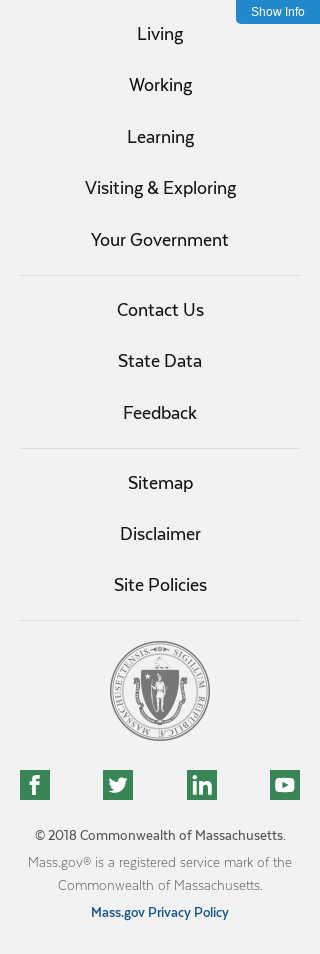 Show Info
Living
Working
Learning
Visiting & Exploring
Your Government
Contact Us
State Data
Feedback
Sitemap
Disclaimer
Site Policies
SIGILLUM REIPUBLICÆ MASSACHUSETTENSIS
© 2018 Commonwealth of Massachusetts.
Mass.gov® is a registered service mark of the
Commonwealth of Massachusetts.
Mass.gov Privacy Policy